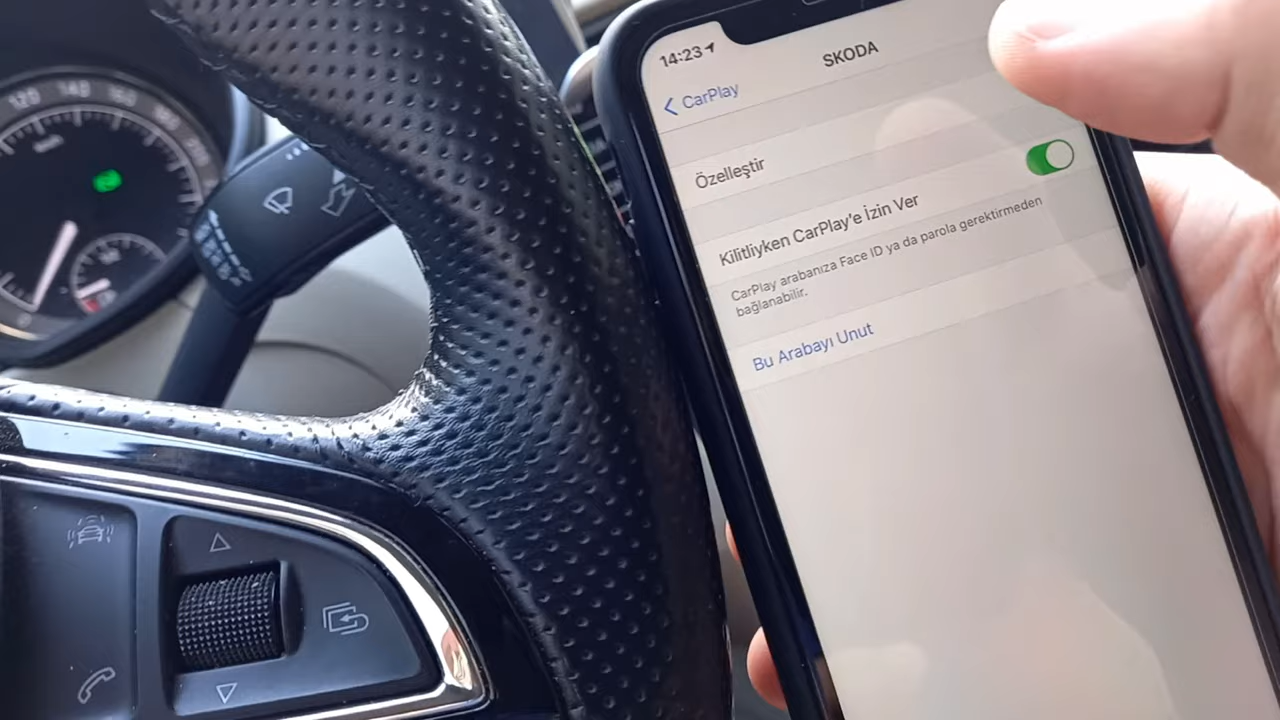 14:23
SKODA
CarPlay
Özelleştir
Kilitliyken CarPlay'e İzin Ver
CarPlay arabanıza Face ID ya da parola gerektirmeden
bağlanabilir.
Bu Arabayı Unut
120
140
160